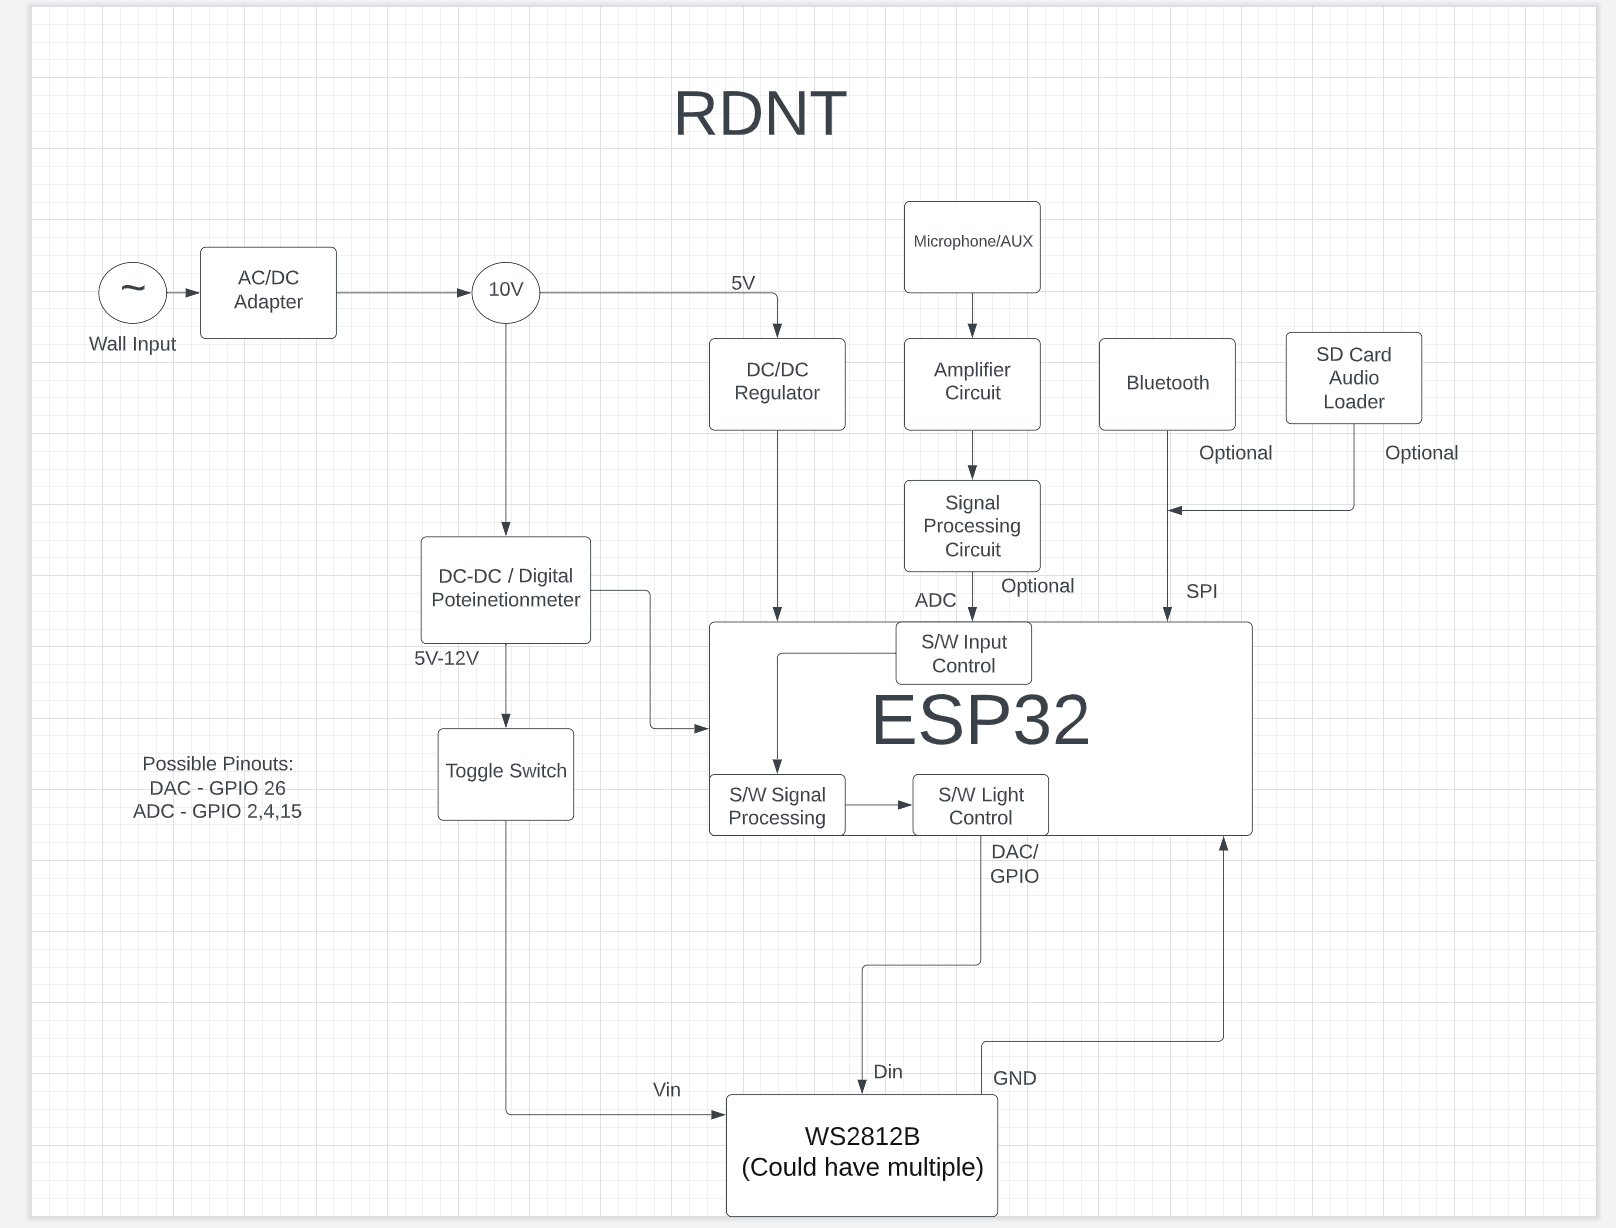 RDNT
Microphone/AUX
~
Wall Input
AC/DC
Adapter
10V
5V
DC/DC
Regulator
Amplifier
Circuit
Bluetooth
SD Card
Audio
Loader
Optional
Optional
Signal
Processing
Circuit
Optional
ADC
SPI
DC-DC / Digital
Poteinetionmeter
5V-12V
S/W Input
Control
ESP32
Toggle Switch
Possible Pinouts:
DAC - GPIO 26
ADC - GPIO 2,4,15
S/W Signal
Processing
S/W Light
Control
DAC/
GPIO
Vin
Din
GND
WS2812B
(Could have multiple)